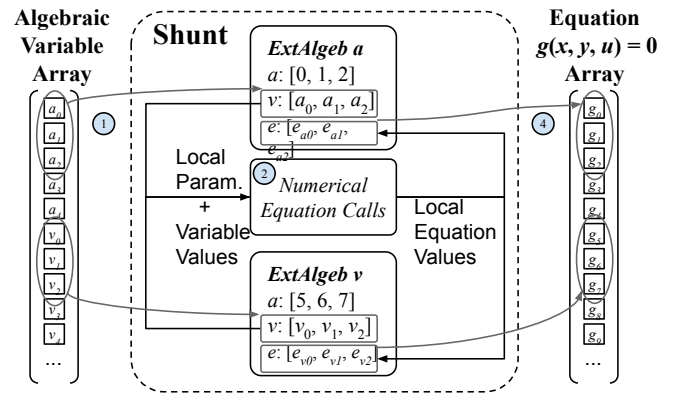 Algebraic
Variable
Array
a0
a1
a2
a3
a4
v0
v1
v2
v3
v4
...
1
Shunt
ExtAlgeb a
a: [0, 1, 2]
v: [a0, a1, a2]
e: [ea0, ea1,
ea2]
Local
Param.
+
Variable
Values
2
Numerical
Equation Calls
Local
Equation
Values
ExtAlgeb v
a: [5, 6, 7]
v: [v0, v1, v2]
e: [ev0, ev1, ev2]
4
Equation
g(x, y, u) = 0
Array
g0
g1
g2
g3
g4
g5
g6
g7
g8
g9
...